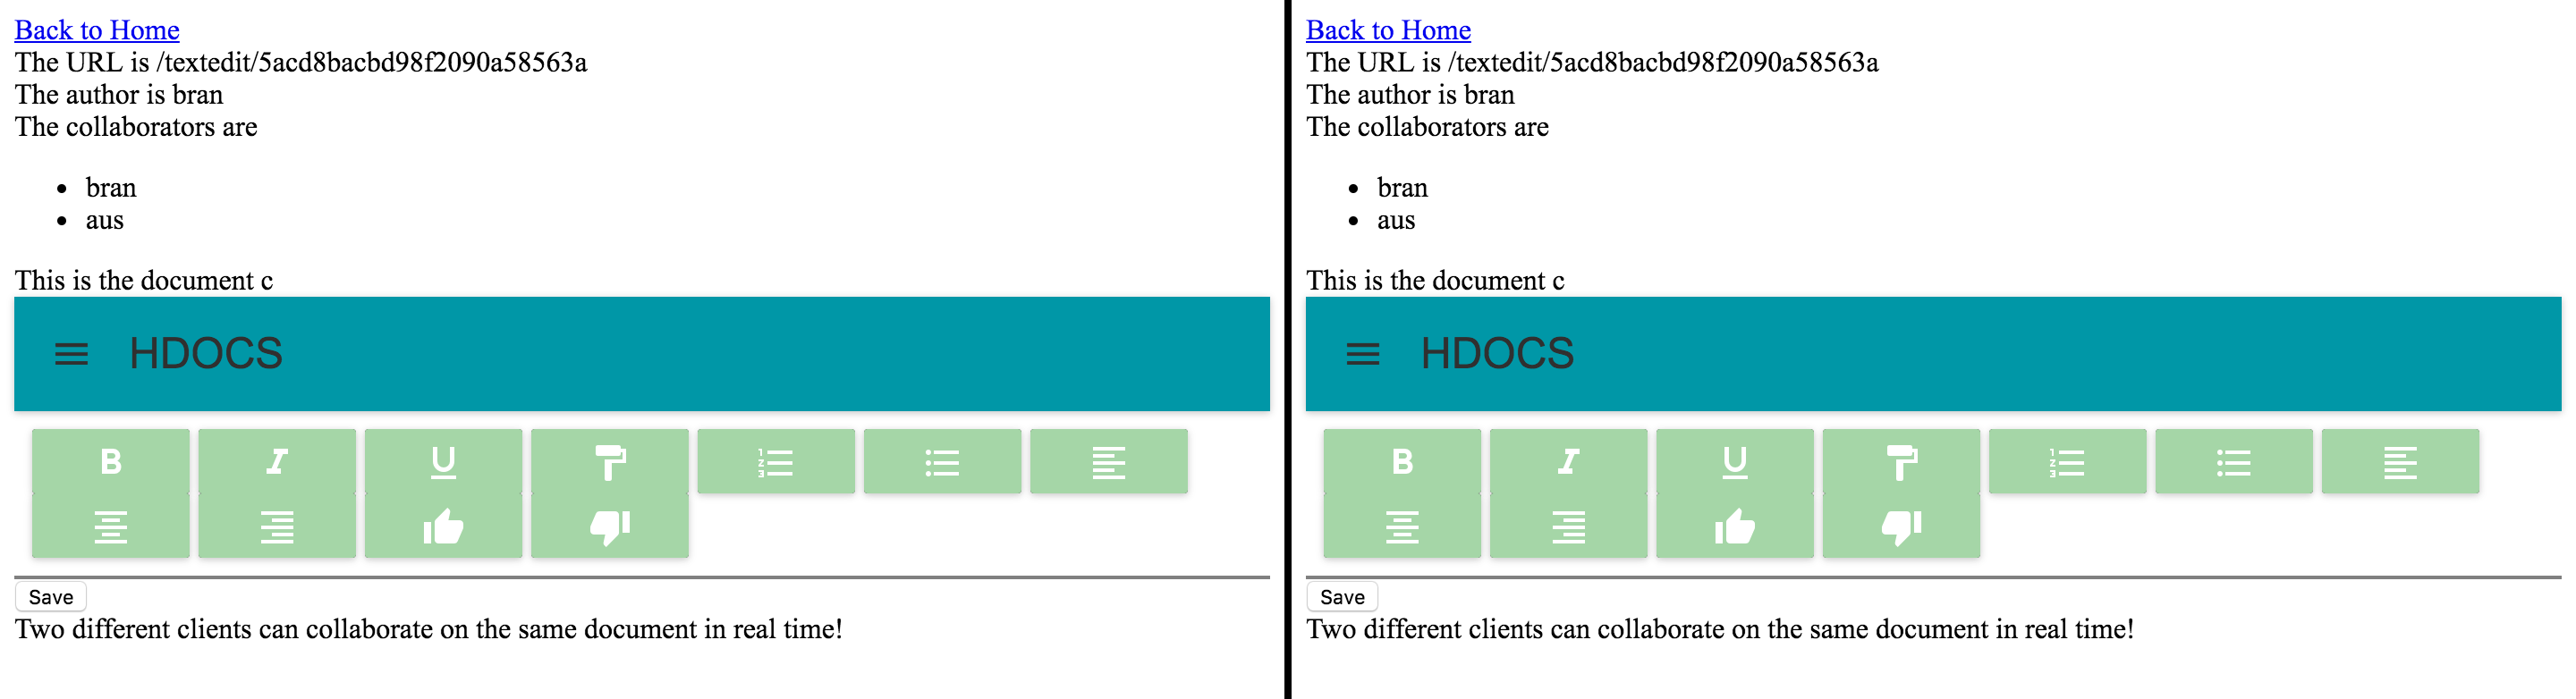 Back to Home
The URL is /textedit/5acd8bacbd98f2090a58563a
The author is bran
The collaborators are
• bran
• aus
This is the document c
HDOCS
B I U
Save
Two different clients can collaborate on the same document in real time!
Back to Home
The URL is /textedit/5acd8bacbd98f2090a58563a
The author is bran
The collaborators are
• bran
• aus
This is the document c
HDOCS
B I U
Save
Two different clients can collaborate on the same document in real time!